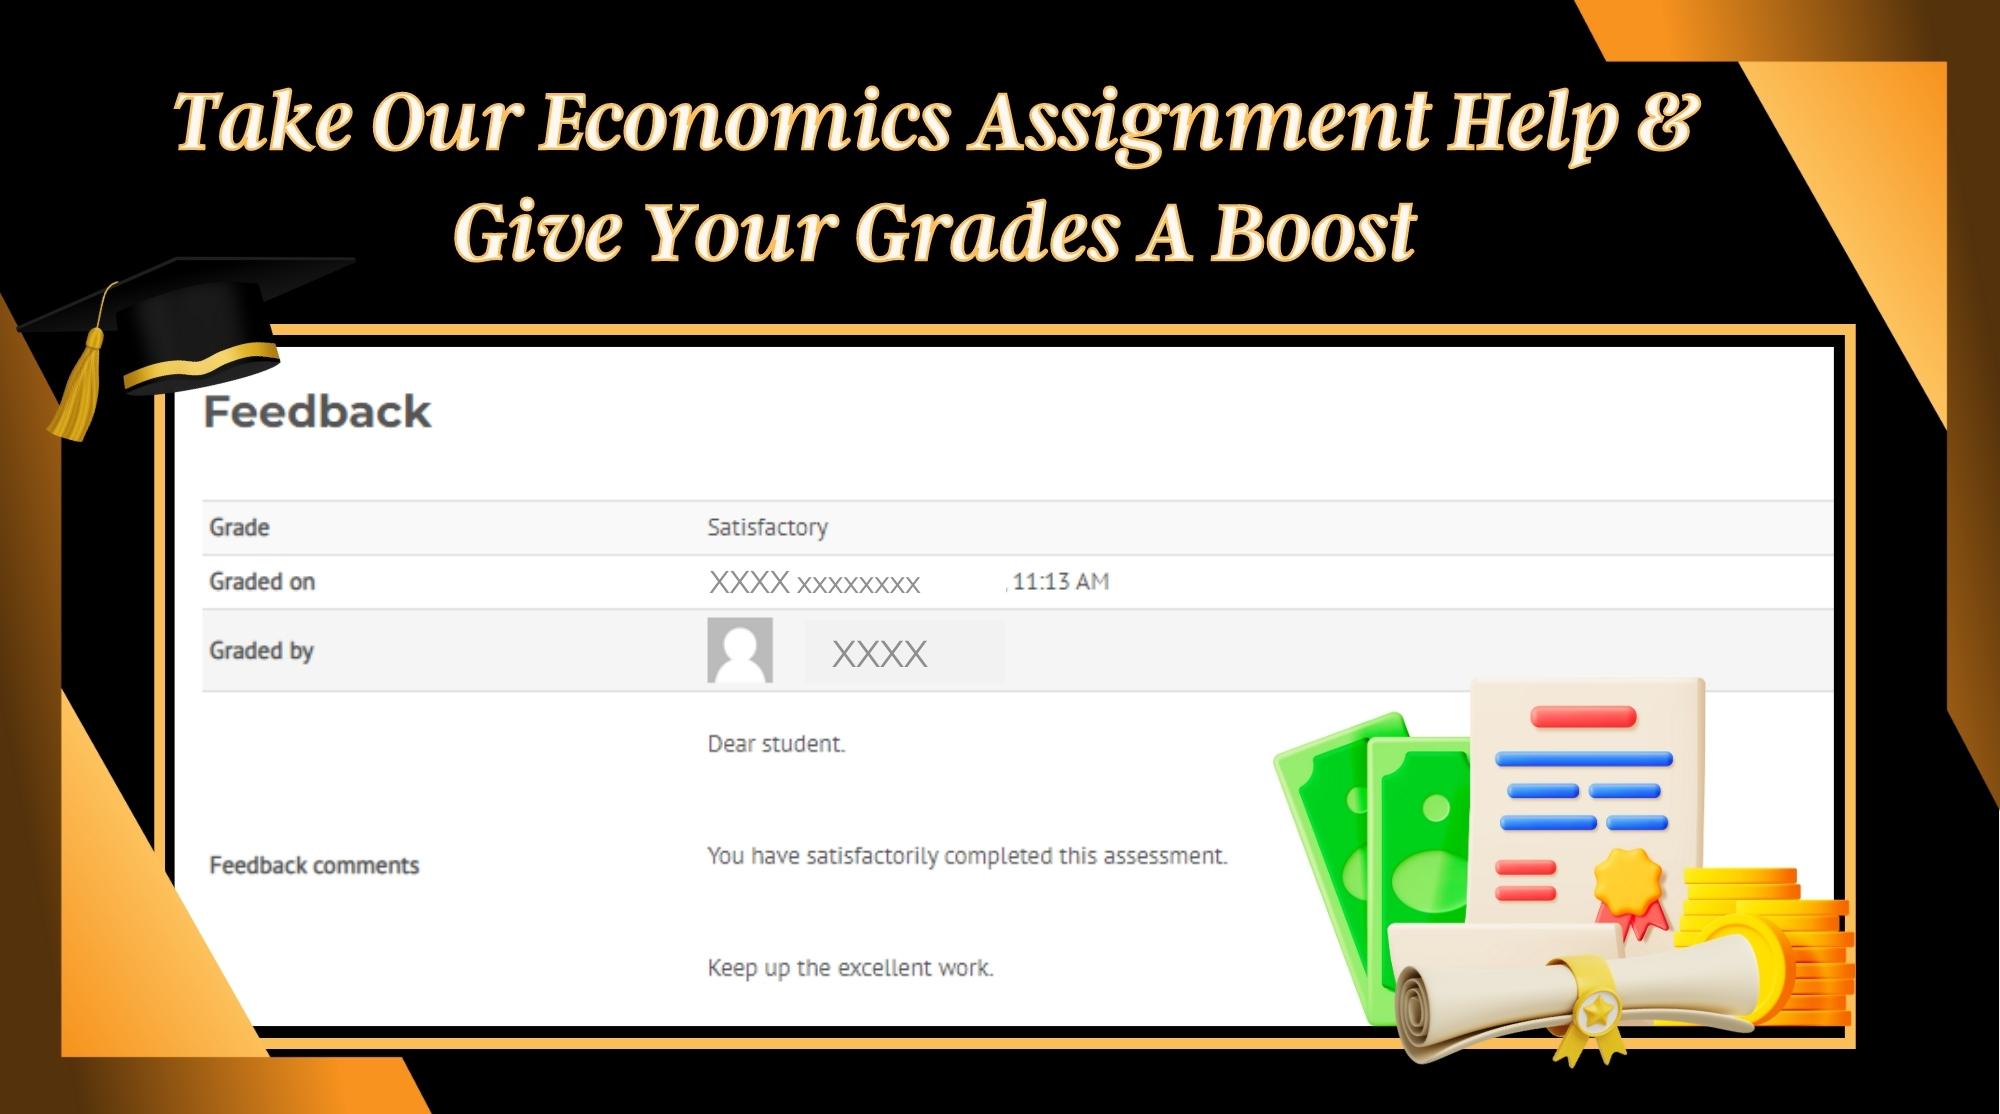 Take Our Economics Assignment Help &
Give Your Grades A Boost
Feedback
Grade Satisfactory
Graded on XXXX xxxxxxxx , 11:13 AM
Graded by XXXX
Dear student.
You have satisfactorily completed this assessment.
Feedback comments
Keep up the excellent work.